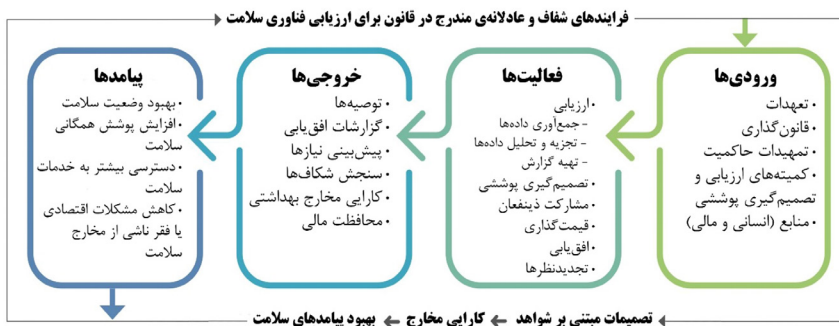 فرایندهای شفاف و عادلانه‌ی مندرج در قانون برای ارزیابی فناوری سلامت
ورودی‌ها
• تعهدات
• قانون‌گذاری
• تمهیدات حاکمیت
• کمیته‌های ارزیابی و
تصمیم‌گیری پوششی
• منابع (انسانی و مالی)
فعالیت‌ها
• ارزیابی
- جمع‌آوری داده‌ها
- تجزیه و تحلیل داده‌ها
- تهیه گزارش
• تصمیم‌گیری پوششی
• مشارکت ذینفعان
• قیمت‌گذاری
• افق‌یابی
• تجدیدنظرها
خروجی‌ها
• توصیه‌ها
• گزارشات افق‌یابی
• پیش‌بینی نیازها
• سنجش شکاف‌ها
• کارایی مخارج بهداشتی
• محافظت مالی
پیامدها
• بهبود وضعیت سلامت
• افزایش پوشش همگانی
سلامت
• دسترسی بیشتر به خدمات
سلامت
• کاهش مشکلات اقتصادی
یا فقر ناشی از مخارج
سلامت
تصمیمات مبتنی بر شواهد ← کارایی مخارج ← بهبود پیامدهای سلامت